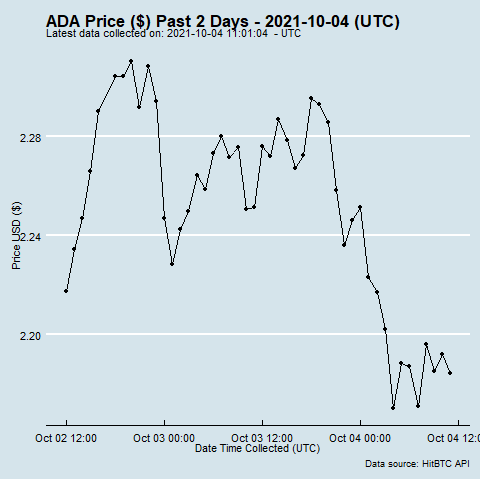 ADA Price ($) Past 2 Days - 2021-10-04 (UTC)
Latest data collected on: 2021-10-04 11:01:04 - UTC
2.28
2.24
2.20
Price USD ($)
Oct 02 12:00 Oct 03 00:00 Oct 03 12:00 Oct 04 00:00 Oct 04 12
Date Time Collected (UTC)
Data source: HitBTC API